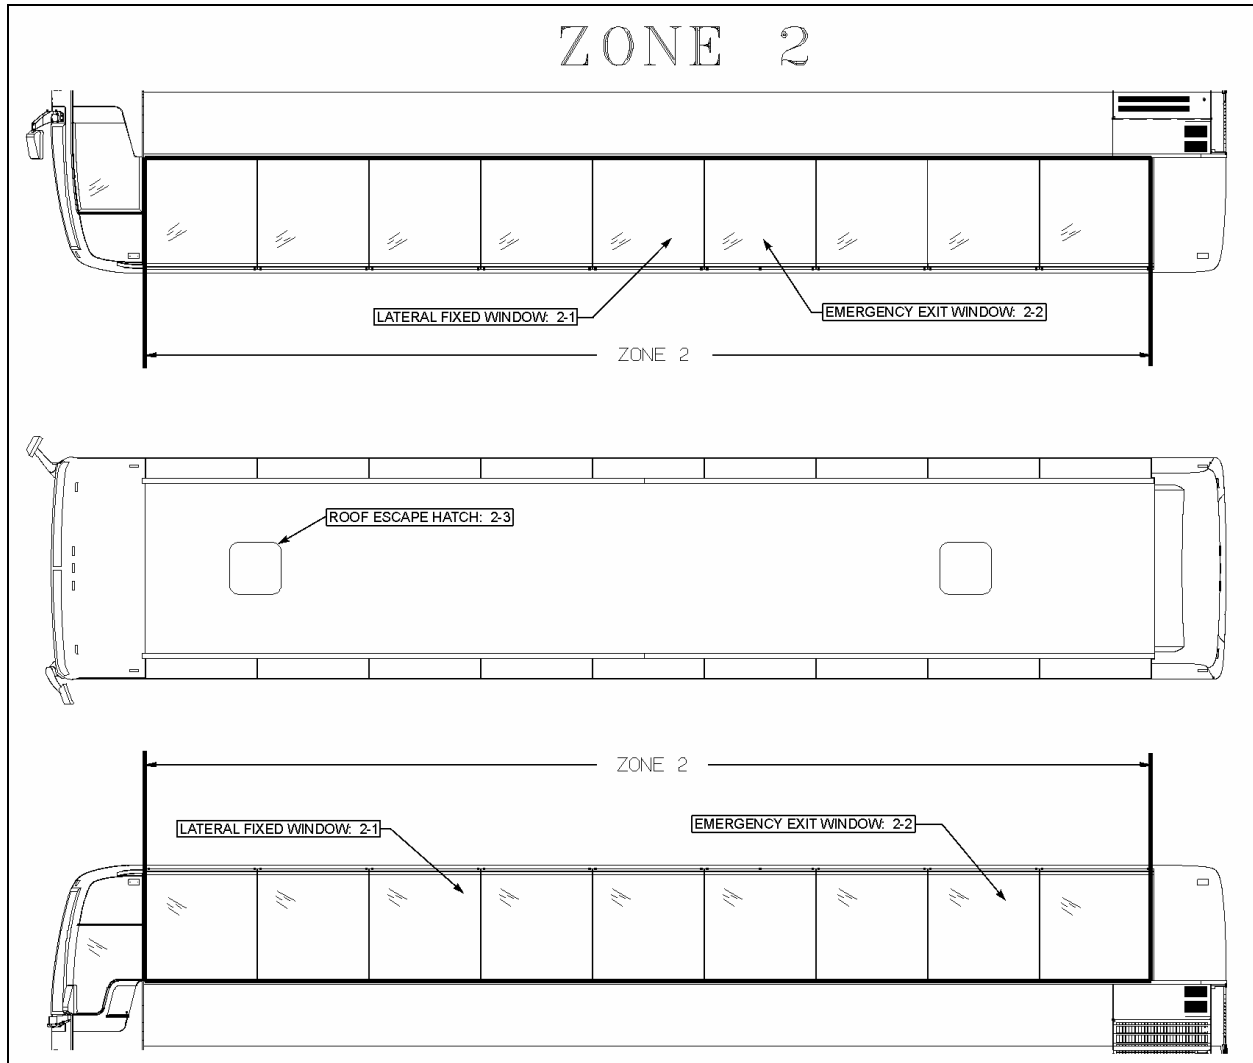 ZONE 2
LATERAL FIXED WINDOW: 2-1
EMERGENCY EXIT WINDOW: 2-2
ZONE 2
ROOF ESCAPE HATCH: 2-3
ZONE 2
LATERAL FIXED WINDOW: 2-1
EMERGENCY EXIT WINDOW: 2-2